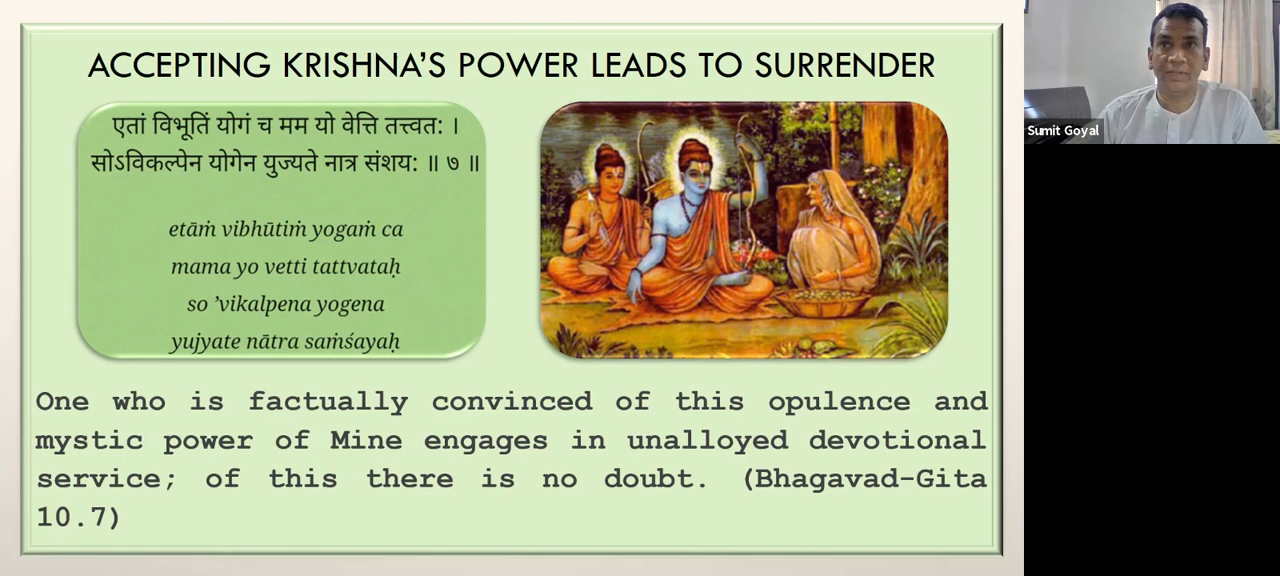 ACCEPTING KRISHNA'S POWER LEADS TO SURRENDER
एतां विभूतिं योगं च मम यो वेत्ति तत्त्वत: ।
सोऽविकल्पेन योगेन युज्यते नात्र संशय: ॥ ७ ॥
etāṁ vibhūtiṁ yogaṁ ca
mama yo vetti tattvataḥ
so ’vikalpena yogena
yujyate nātra saṁśayaḥ
One who is factually convinced of this opulence and
mystic power of Mine engages in unalloyed devotional
service; of this there is no doubt. (Bhagavad-Gita
10.7)
Sumit Goyal